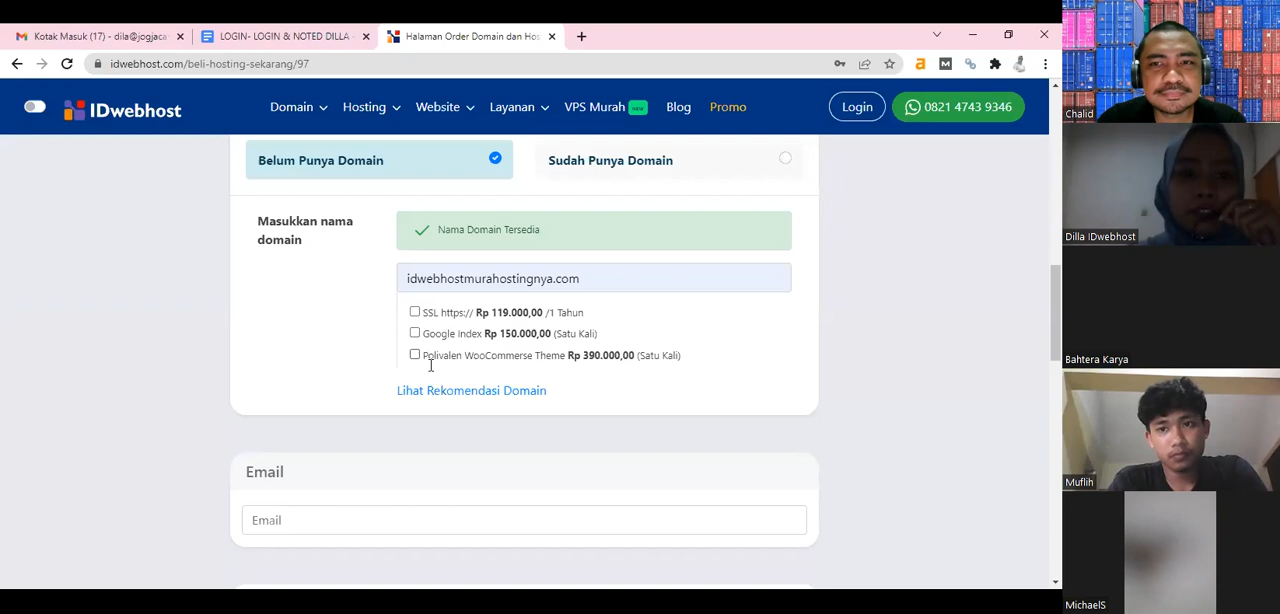 Kotak Masuk (17) - dila@jogjaca
LOGIN- LOGIN & NOTED DILLA -
Halaman Order Domain dan Hos
idwebhost.com/beli-hosting-sekarang/97
IDwebhost
Domain
Hosting
Website
Layanan
VPS Murah
Blog
Promo
Login
0821 4743 9346
Belum Punya Domain
Sudah Punya Domain
Masukkan nama
domain
Nama Domain Tersedia
idwebhostmurahostingnya.com
SSL https:// Rp 119.000,00 /1 Tahun
Google Index Rp 150.000,00 (Satu Kali)
Polivalen WooCommerse Theme Rp 390.000,00 (Satu Kali)
Lihat Rekomendasi Domain
Email
Email
Chalid
Dilla IDwebhost
Bahtera Karya
Muflih
MichaelS